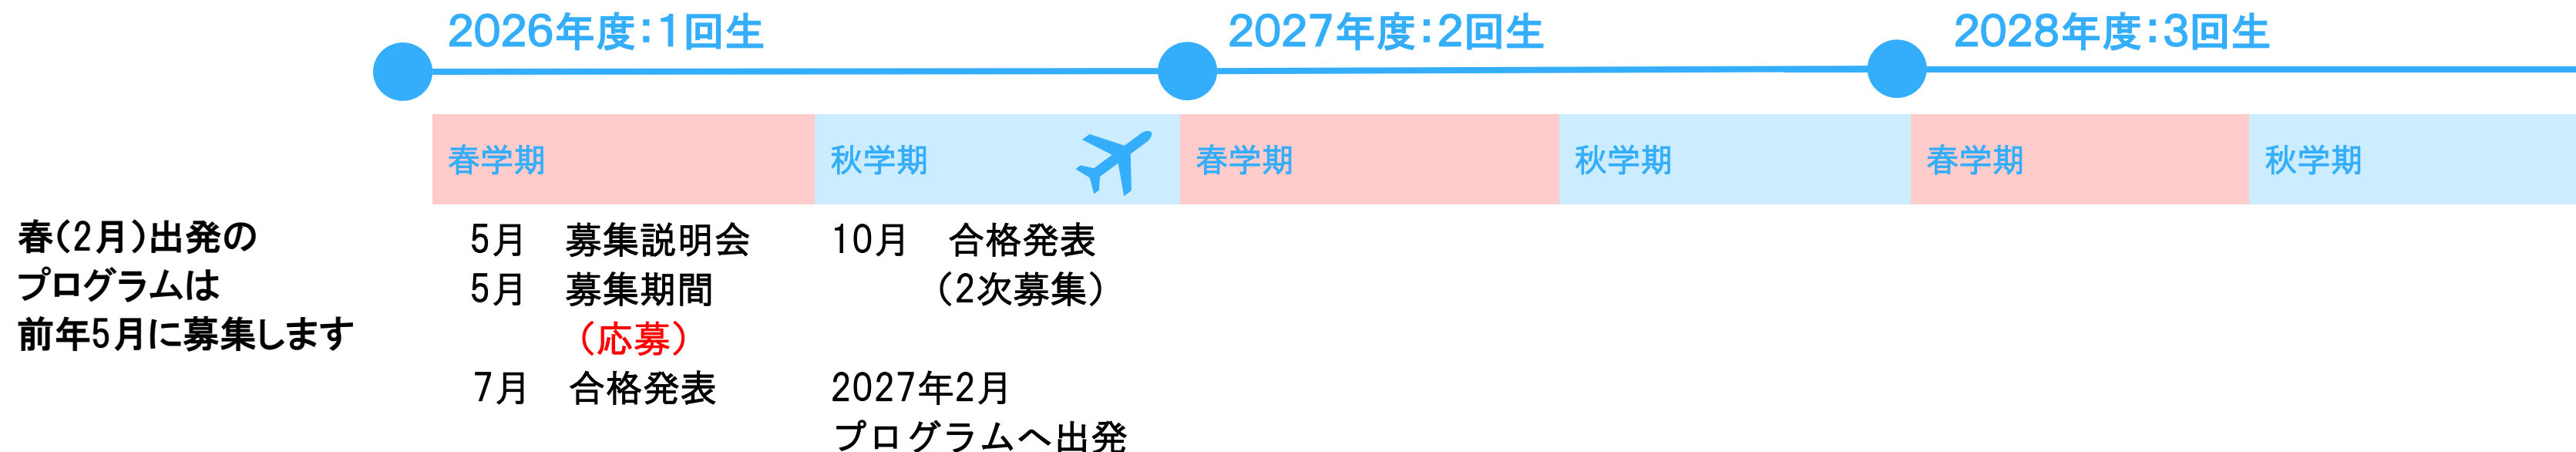 2026年度：1回生
2027年度：2回生
2028年度：3回生
春学期
秋学期
春学期
秋学期
春学期
秋学期
春（2月）出発の
プログラムは
前年5月に募集します
5月　募集説明会
5月　募集期間
（応募）
7月　合格発表
10月　合格発表
（2次募集）
2027年2月
プログラムへ出発